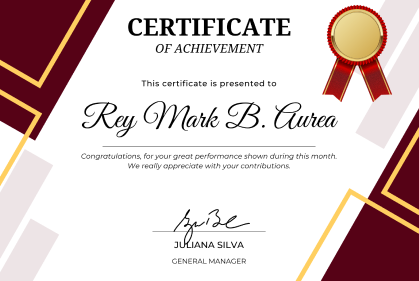 CERTIFICATE
OF ACHIEVEMENT
This certificate is presented to
Rey Mark B. Aurea
Congratulations, for your great performance shown during this month.
We really appreciate with your contributions.
JULIANA SILVA
GENERAL MANAGER